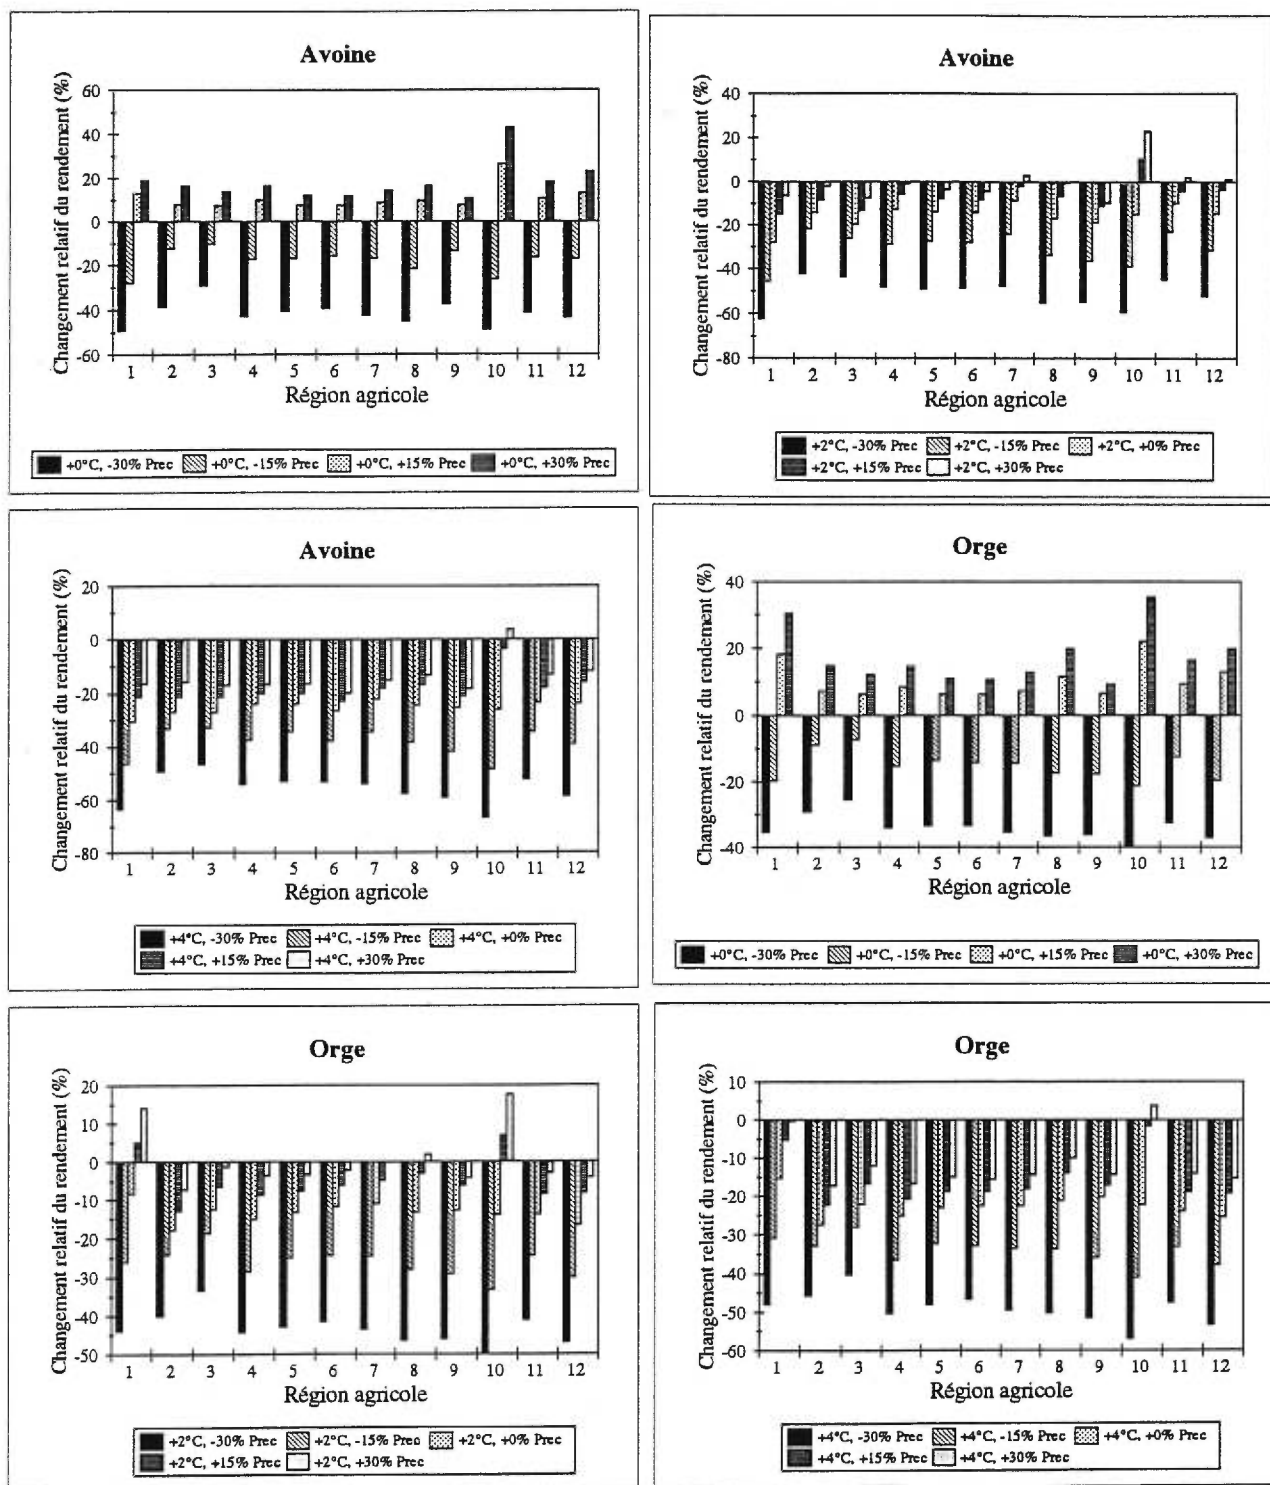 Avoine
Changement relatif du rendement (%)
60
40
20
0
-20
-40
-60
1 2 3 4 5 6 7 8 9 10 11 12
Région agricole
+0°C, -30% Prec +0°C, -15% Prec +0°C, +15% Prec +0°C, +30% Prec
Avoine
Changement relatif du rendement (%)
40
20
0
-20
-40
-60
-80
1 2 3 4 5 6 7 8 9 10 11 12
Région agricole
+2°C, -30% Prec +2°C, -15% Prec +2°C, +0% Prec
+2°C, +15% Prec +2°C, +30% Prec
Avoine
Changement relatif du rendement (%)
20
0
-20
-40
-60
-80
1 2 3 4 5 6 7 8 9 10 11 12
Région agricole
+4°C, -30% Prec +4°C, -15% Prec +4°C, +0% Prec
+4°C, +15% Prec +4°C, +30% Prec
Orge
Changement relatif du rendement (%)
40
20
0
-20
-40
1 2 3 4 5 6 7 8 9 10 11 12
Région agricole
+0°C, -30% Prec +0°C, -15% Prec +0°C, +15% Prec +0°C, +30% Prec
Orge
Changement relatif du rendement (%)
20
10
0
-10
-20
-30
-40
-50
1 2 3 4 5 6 7 8 9 10 11 12
Région agricole
+2°C, -30% Prec +2°C, -15% Prec +2°C, +0% Prec
+2°C, +15% Prec +2°C, +30% Prec
Orge
Changement relatif du rendement (%)
10
0
-10
-20
-30
-40
-50
-60
1 2 3 4 5 6 7 8 9 10 11 12
Région agricole
+4°C, -30% Prec +4°C, -15% Prec +4°C, +0% Prec
+4°C, +15% Prec +4°C, +30% Prec